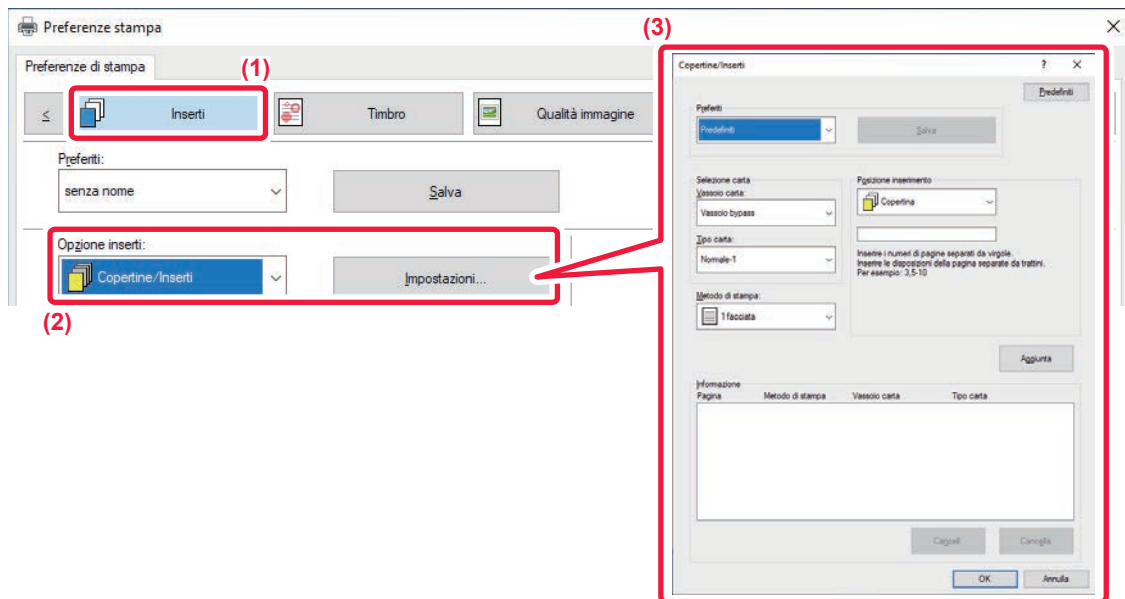 Preferenze stampa
(3)
Preferenze di stampa
(1)
≤
Inserti
Timbro
Qualità immagine
Preferiti:
senza nome
Salva
Opzione inserti:
Copertine/Inserti
Impostazioni...
(2)
Copertine/Inserti
?
Predefiniti
Preferiti
Predefiniti
Salva
Selezione carta
Vassoio carta:
Vassoio bypass
Tipo carta:
Normale-1
Metodo di stampa:
1 facciata
Posizione inserimento
Copertina
Inserire i numeri di pagine separati da virgole.
Inserire le disposizioni della pagina separate da trattini.
Per esempio: 3,5-10
Aggiunta
Informazione
Pagina Metodo di stampa Vassoio carta Tipo carta
Cancella
OK
Annulla